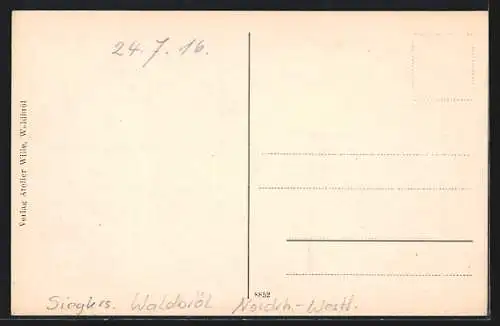 24.7.16.
Verlag Atelier Wille, Waldbröl
8852
Siegkrs. Waldbröl Nordrh.-Westf.